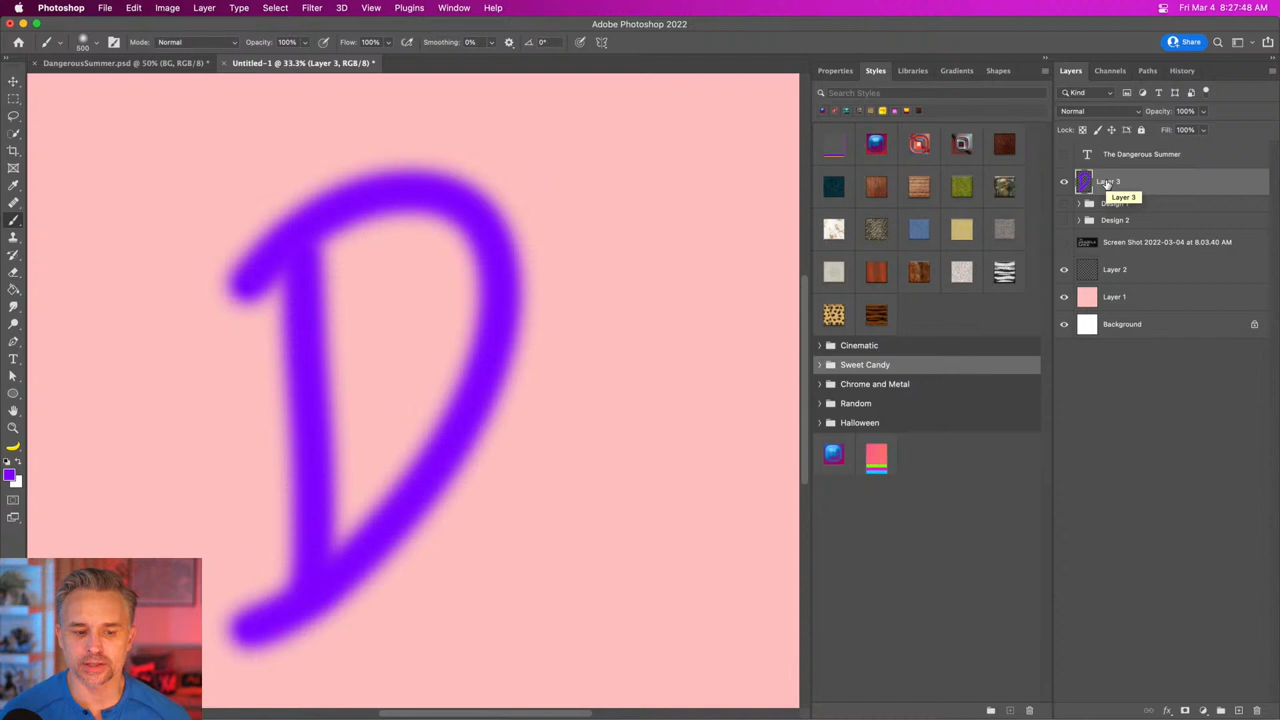 Photoshop File Edit Image Layer Type Select Filter 3D View Plugins Window Help Fri Mar 4 8:27:48 AM
Adobe Photoshop 2022
500 Mode: Normal Opacity: 100% Flow: 100% Smoothing: 0% 0° Share
DangerousSummer.psd @ 50% (BG, RGB/8) * Untitled-1 @ 33.3% (Layer 3, RGB/8) *
Properties Styles Libraries Gradients Shapes
Search Styles
Cinematic
Sweet Candy
Chrome and Metal
Random
Halloween
Layers Channels Paths History
Kind
Normal Opacity: 100%
Lock: Fill: 100%
The Dangerous Summer
Layer 3
Layer 3
Design 2
Screen Shot 2022-03-04 at 8.03.40 AM
Layer 2
Layer 1
Background
D